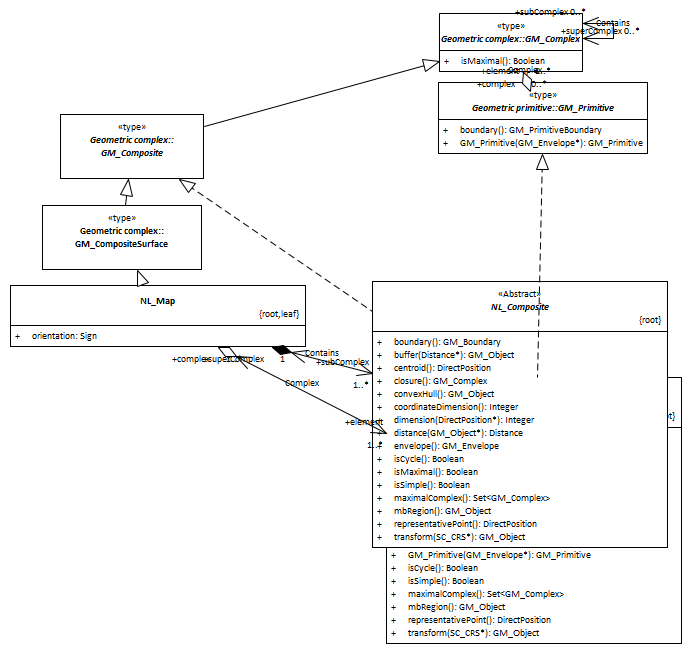 +subComplex 0..*
«type»
Contains
+superComplex 0..*
Geometric complex::GM_Complex
+ isMaximal(): Boolean
+element
Complex
+complex
0..*
«type»
Geometric primitive::GM_Primitive
+ boundary(): GM_PrimitiveBoundary
+ GM_Primitive(GM_Envelope*): GM_Primitive
«type»
Geometric complex::
GM_Composite
«type»
Geometric complex::
GM_CompositeSurface
NL_Map
{root,leaf}
+ orientation: Sign
«Abstract»
NL_Composite
{root}
+ boundary(): GM_Boundary
+ buffer(Distance*): GM_Object
+ centroid(): DirectPosition
+ closure(): GM_Complex
+ convexHull(): GM_Object
+ coordinateDimension(): Integer
+ dimension(DirectPosition*): Integer
+ distance(GM_Object*): Distance
+ envelope(): GM_Envelope
+ isCycle(): Boolean
+ isMaximal(): Boolean
+ isSimple(): Boolean
+ maximalComplex(): Set<GM_Complex>
+ mbRegion(): GM_Object
+ representativePoint(): DirectPosition
+ transform(SC_CRS*): GM_Object
+complex
+superComplex
1
Contains
+subComplex
1..*
Complex
+element
1..*
t}
+ GM_Primitive(GM_Envelope*): GM_Primitive
+ isCycle(): Boolean
+ isSimple(): Boolean
+ maximalComplex(): Set<GM_Complex>
+ mbRegion(): GM_Object
+ representativePoint(): DirectPosition
+ transform(SC_CRS*): GM_Object